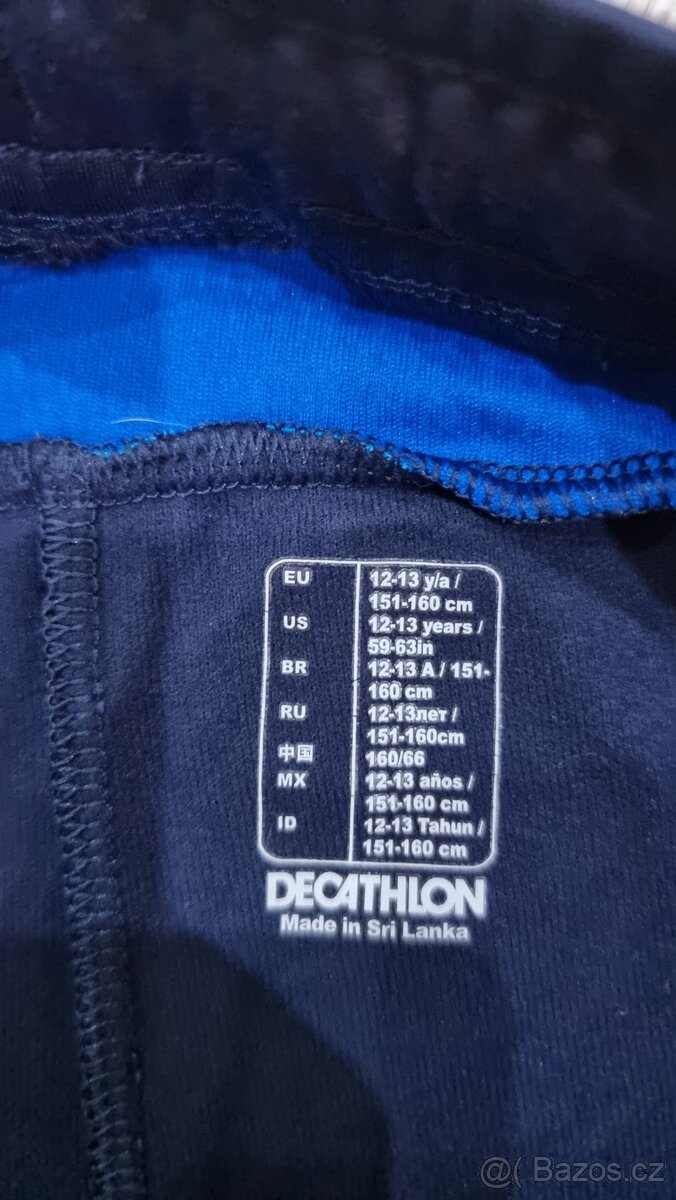 EU 12-13 y/a /
151-160 cm
US 12-13 years /
59-63in
BR 12-13 A / 151-
160 cm
RU 12-13лет /
151-160cm
中国 160/66
MX 12-13 años /
151-160 cm
ID 12-13 Tahun /
151-160 cm
DECATHLON
Made in Sri Lanka
@( Bazos.cz